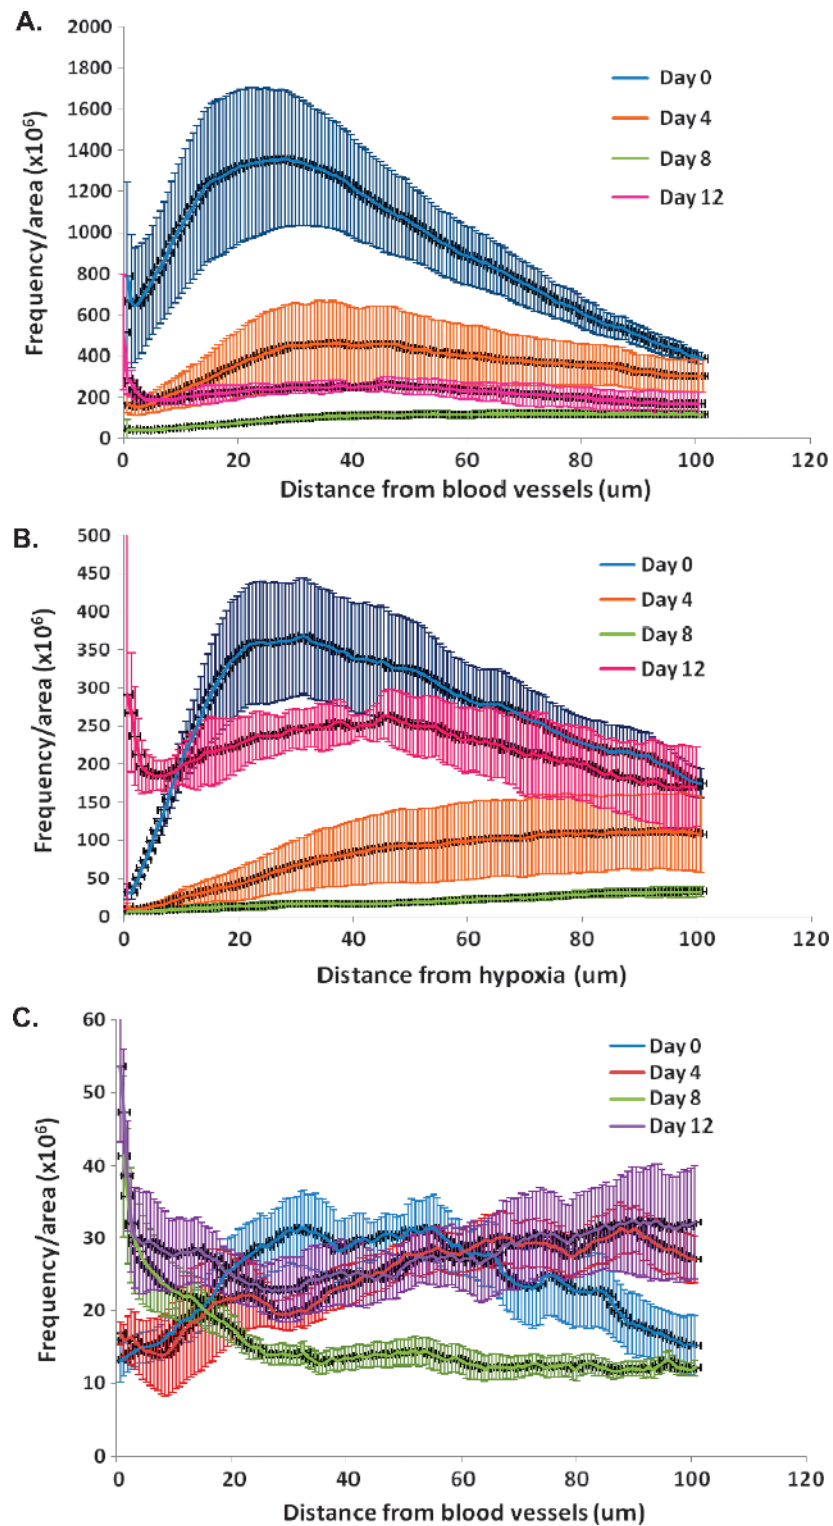 A.
2000
1800
1600
1400
1200
1000
800
600
400
200
0
Frequency/area (x10⁶)
Day 0
Day 4
Day 8
Day 12
0 20 40 60 80 100 120
Distance from blood vessels (um)
B.
500
450
400
350
300
250
200
150
100
50
0
Frequency/area (x10⁶)
Day 0
Day 4
Day 8
Day 12
0 20 40 60 80 100 120
Distance from hypoxia (um)
C.
60
50
40
30
20
10
0
Frequency/area (x10⁶)
Day 0
Day 4
Day 8
Day 12
0 20 40 60 80 100 120
Distance from blood vessels (um)